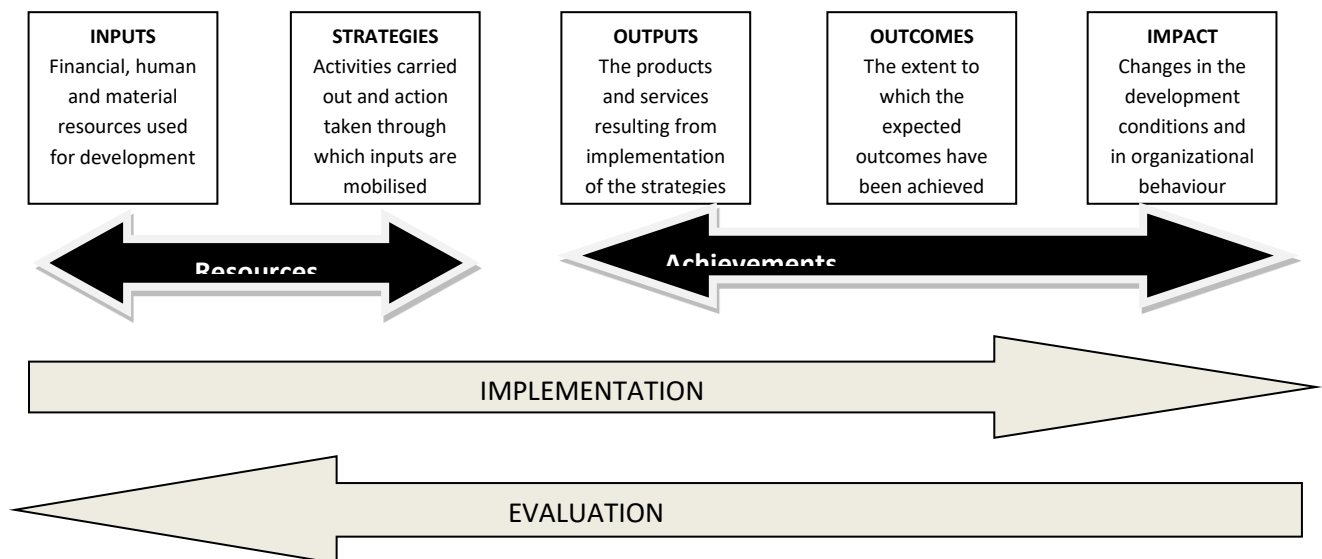 INPUTS
Financial, human
and material
resources used
for development
STRATEGIES
Activities carried
out and action
taken through
which inputs are
mobilised
OUTPUTS
The products
and services
resulting from
implementation
of the strategies
OUTCOMES
The extent to
which the
expected
outcomes have
been achieved
IMPACT
Changes in the
development
conditions and
in organizational
behaviour
Resources
Achievements
IMPLEMENTATION
EVALUATION